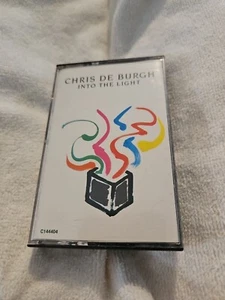 CHRIS DE BURGH
INTO THE LIGHT
C144404